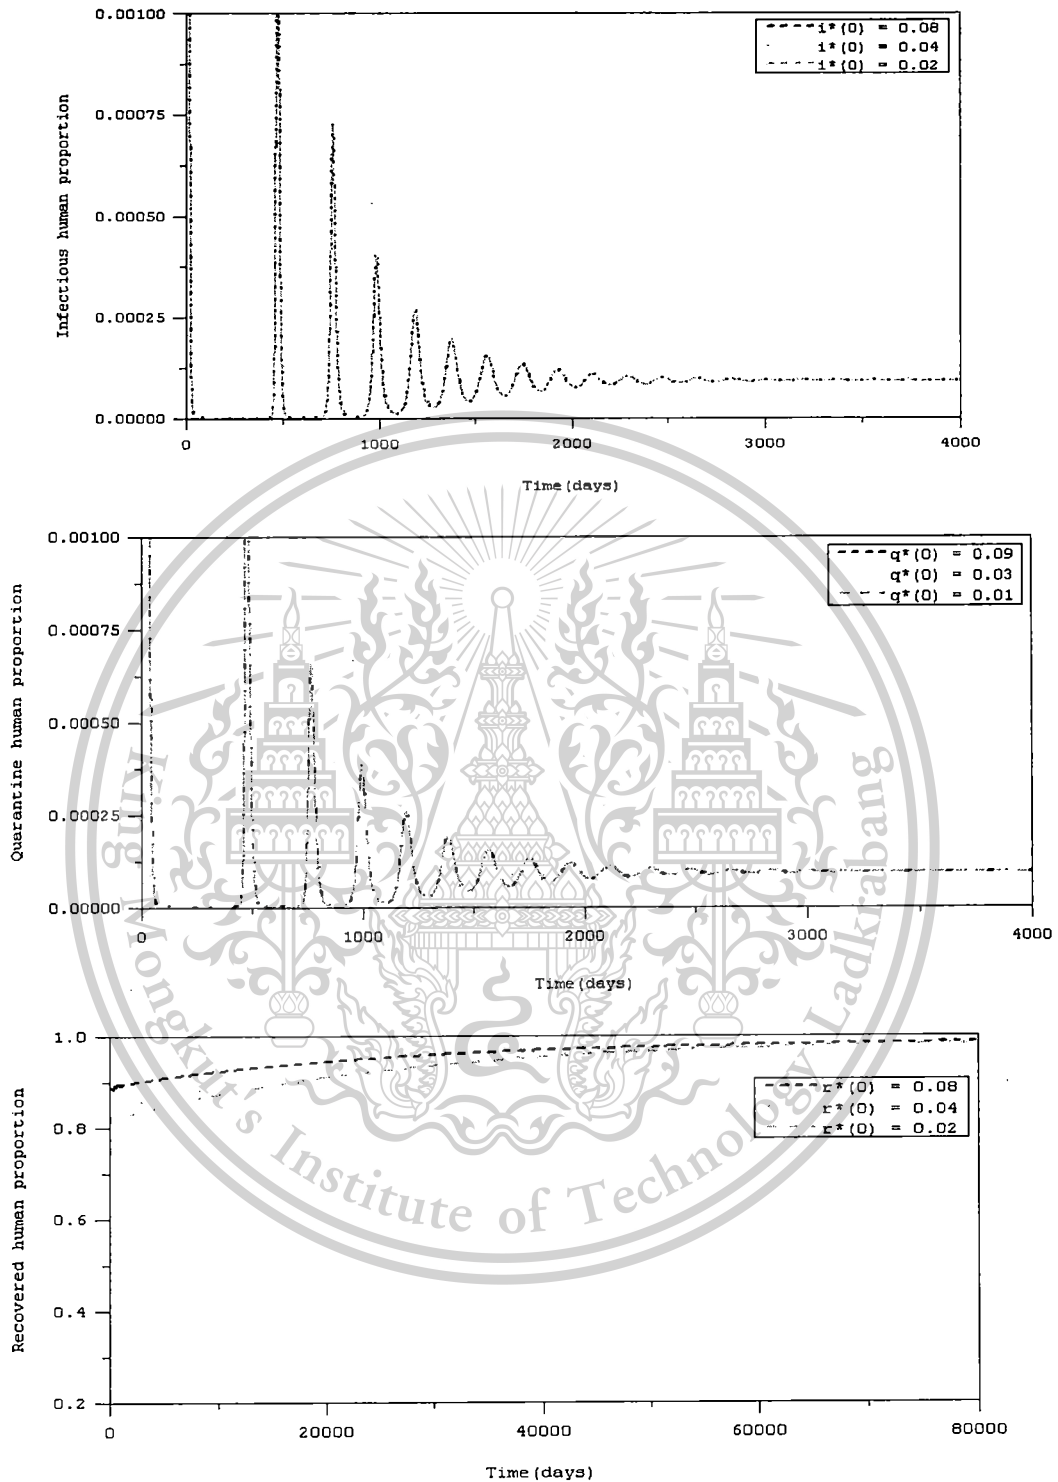 0.00100
0.00075
0.00050
0.00025
0.00000
Infectious human proportion
i*(0) = 0.08
i*(0) = 0.04
i*(0) = 0.02
0
1000
2000
3000
4000
Time(days)
0.00100
0.00075
0.00050
0.00025
0.00000
Quarantine human proportion
q*(0) = 0.09
q*(0) = 0.03
q*(0) = 0.01
0
1000
2000
3000
4000
Time(days)
1.0
0.8
0.6
0.4
0.2
Recovered human proportion
r*(0) = 0.08
r*(0) = 0.04
r*(0) = 0.02
0
20000
40000
60000
80000
Time(days)
King Mongkut's Institute of Technology Ladkrabang